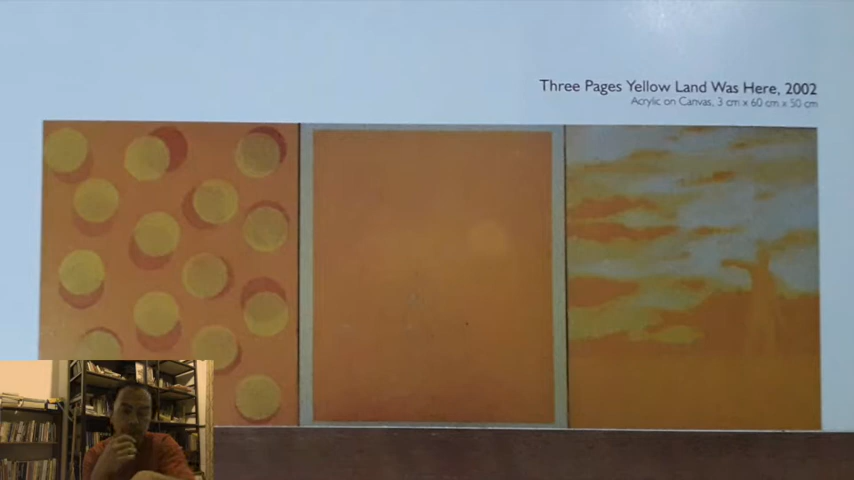 Three Pages Yellow Land Was Here, 2002
Acrylic on Canvas, 3 cm x 60 cm x 50 cm